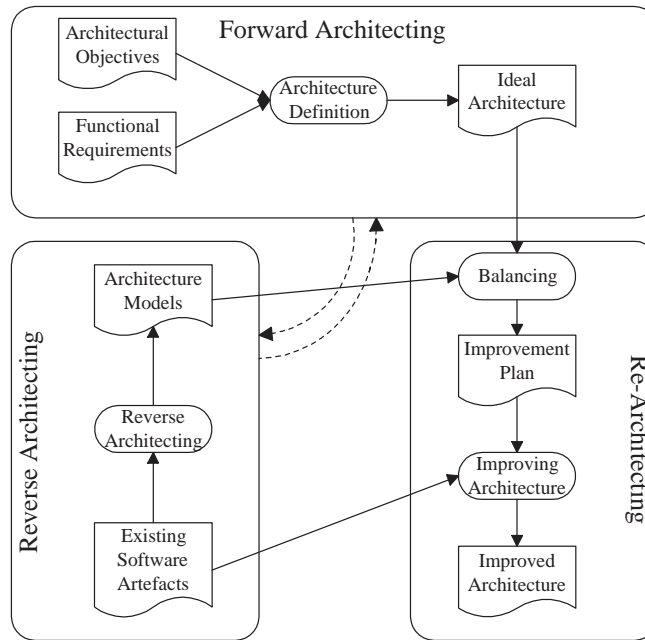 Forward Architecting
Architectural
Objectives
Functional
Requirements
Architecture
Definition
Ideal
Architecture
Reverse Architecting
Architecture
Models
Reverse
Architecting
Existing
Software
Artefacts
Re-Architecting
Balancing
Improvement
Plan
Improving
Architecture
Improved
Architecture